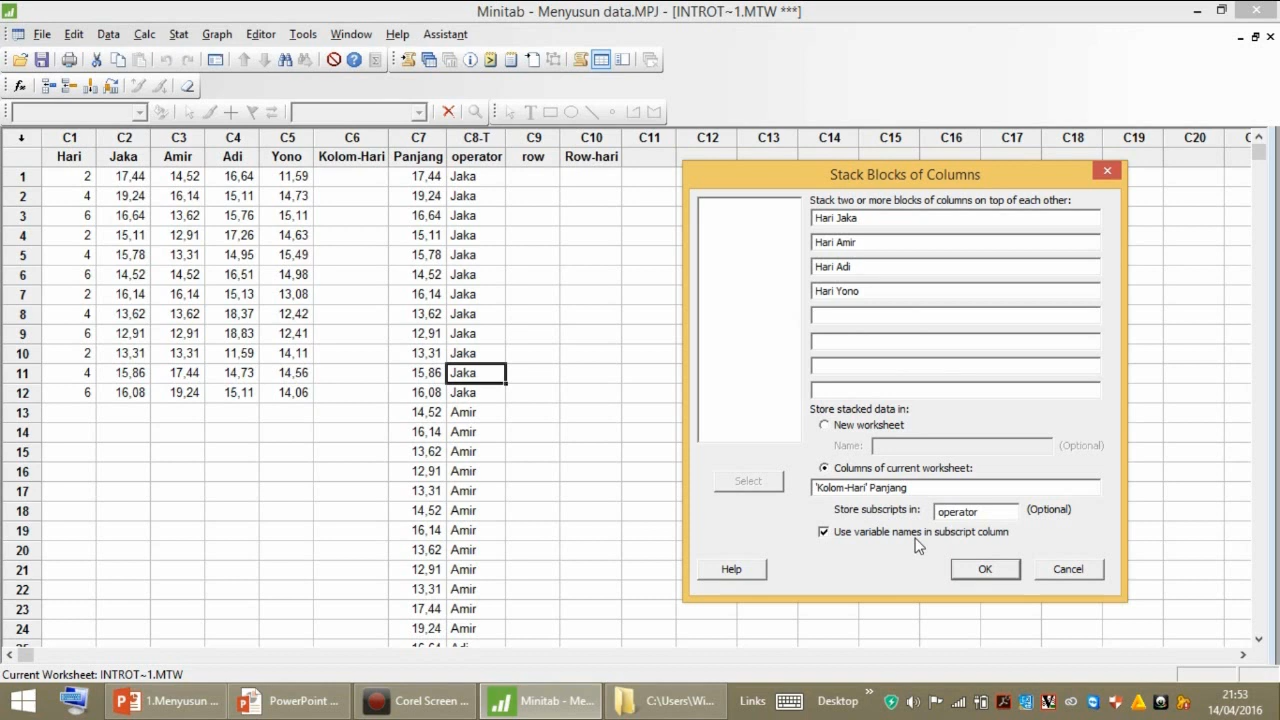 Minitab - Menyusun data.MPJ - [INTROT~1.MTW ***]
File Edit Data Calc Stat Graph Editor Tools Window Help Assistant
C1 C2 C3 C4 C5 C6 C7 C8-T C9 C10 C11 C12 C13 C14 C15 C16 C17 C18 C19 C20
Hari Jaka Amir Adi Yono Kolom-Hari Panjang operator row Row-hari
1 2 17,44 14,52 16,64 11,59 17,44 Jaka
2 4 19,24 16,14 15,11 14,73 19,24 Jaka
3 6 16,64 13,62 15,76 15,11 16,64 Jaka
4 2 15,11 12,91 17,26 14,63 15,11 Jaka
5 4 15,78 13,31 14,95 15,49 15,78 Jaka
6 6 14,52 14,52 16,51 14,98 14,52 Jaka
7 2 16,14 16,14 15,13 13,08 16,14 Jaka
8 4 13,62 13,62 18,37 12,42 13,62 Jaka
9 6 12,91 12,91 18,83 12,41 12,91 Jaka
10 2 13,31 13,31 11,59 14,11 13,31 Jaka
11 4 15,86 17,44 14,73 14,56 15,86 Jaka
12 6 16,08 19,24 15,11 14,06 16,08 Jaka
13 14,52 Amir
14 16,14 Amir
15 13,62 Amir
16 12,91 Amir
17 13,31 Amir
18 14,52 Amir
19 16,14 Amir
20 13,62 Amir
21 12,91 Amir
22 13,31 Amir
23 17,44 Amir
24 19,24 Amir
Stack Blocks of Columns
Stack two or more blocks of columns on top of each other:
Hari Jaka
Hari Amir
Hari Adi
Hari Yono
Store stacked data in:
New worksheet
Name: (Optional)
Columns of current worksheet:
'Kolom-Hari' Panjang
Select
Store subscripts in: operator (Optional)
Use variable names in subscript column
Help OK Cancel
Current Worksheet: INTROT~1.MTW
1.Menyusun ... PowerPoint ... Corel Screen ... Minitab - Me... C:\Users\Wi... Links Desktop
21:53
14/04/2016